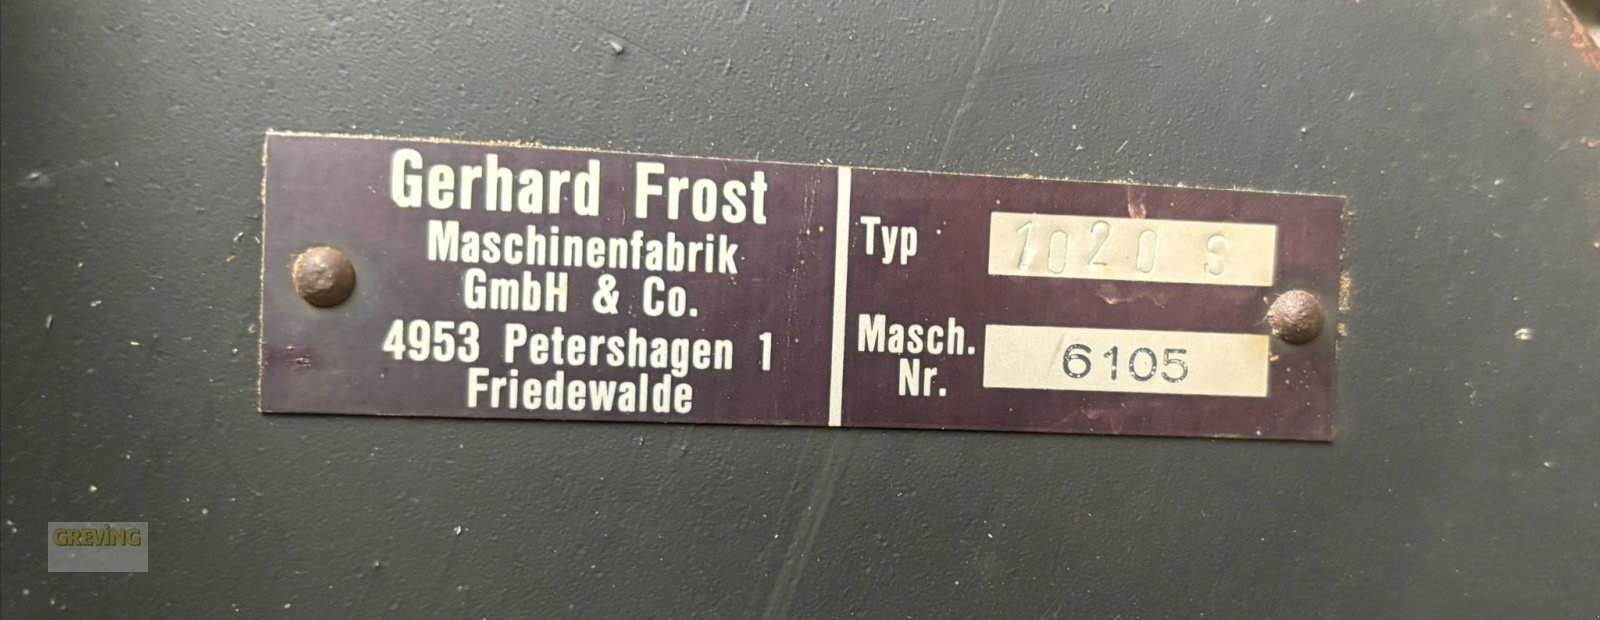 Gerhard Frost
Maschinenfabrik
GmbH & Co.
4953 Petershagen 1
Friedewalde
Typ 1020 S
Masch. Nr. 6105
GREVING